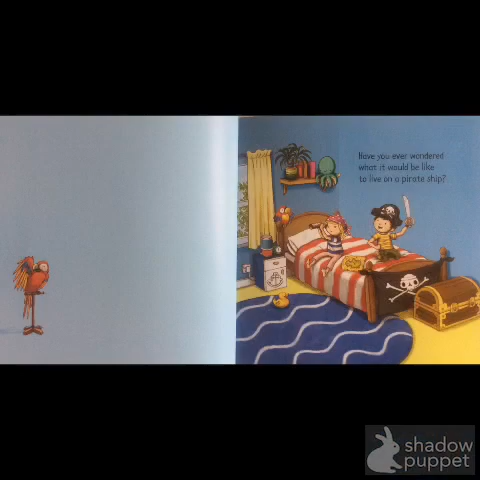 Have you ever wondered
what it would be like
to live on a pirate ship?
shadow
puppet